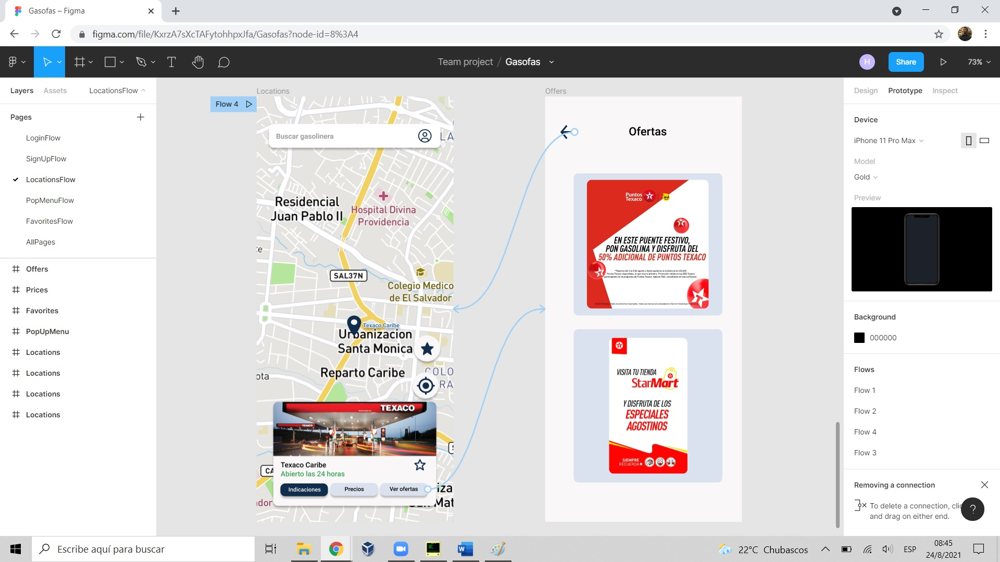 Gasofas – Figma
figma.com/file/KxrzA7sXcTAFytohhpxJfa/Gasofas?node-id=8%3A4
Team project / Gasofas
H
Share
73%
Layers
Assets
LocationsFlow
Pages
LoginFlow
SignUpFlow
LocationsFlow
PopMenuFlow
FavoritesFlow
AllPages
Offers
Prices
Favorites
PopUpMenu
Locations
Locations
Locations
Locations
Locations
Flow 4
Buscar gasolinera
LA
Residencial
Juan Pablo II
Hospital Divina
Providencia
te
SAL37N
Colegio Medico
de El Salvador
Texaco Caribe
Urbanizacion
Santa Monica
Reparto Caribe
COLO
RA
ota
TEXACO
TEXACO
CA
Texaco Caribe
Abierto las 24 horas
Indicaciones
Precios
Ver ofertas
iza
Mat
dor
Offers
Ofertas
Puntos
Texaco
leal
EN ESTE PUENTE FESTIVO,
PON GASOLINA Y DISFRUTA DEL
50% ADICIONAL DE PUNTOS TEXACO
VISITA TU TIENDA
StarMart
Y DISFRUTA DE LOS
ESPECIALES
AGOSTINOS
SIEMPRE
RECUERDA
Design
Prototype
Inspect
Device
iPhone 11 Pro Max
Model
Gold
Preview
Background
000000
Flows
Flow 1
Flow 2
Flow 4
Flow 3
Removing a connection
To delete a connection, clic
and drag on either end.
?
Escribe aquí para buscar
22°C Chubascos
ESP
08:45
24/8/2021